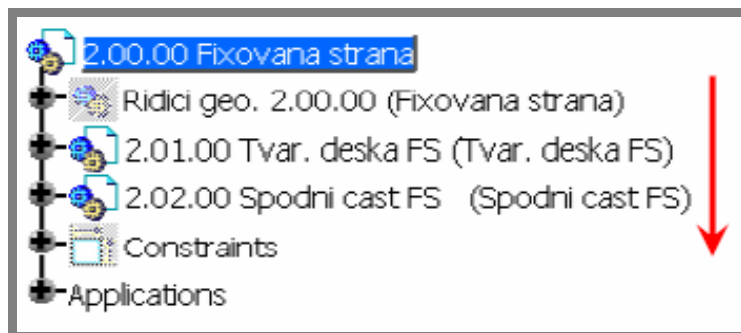 2.00.00 Fixovana strana
Ridici geo. 2.00.00 (Fixovana strana)
2.01.00 Tvar. deska FS (Tvar. deska FS)
2.02.00 Spodni cast FS (Spodni cast FS)
Constraints
Applications